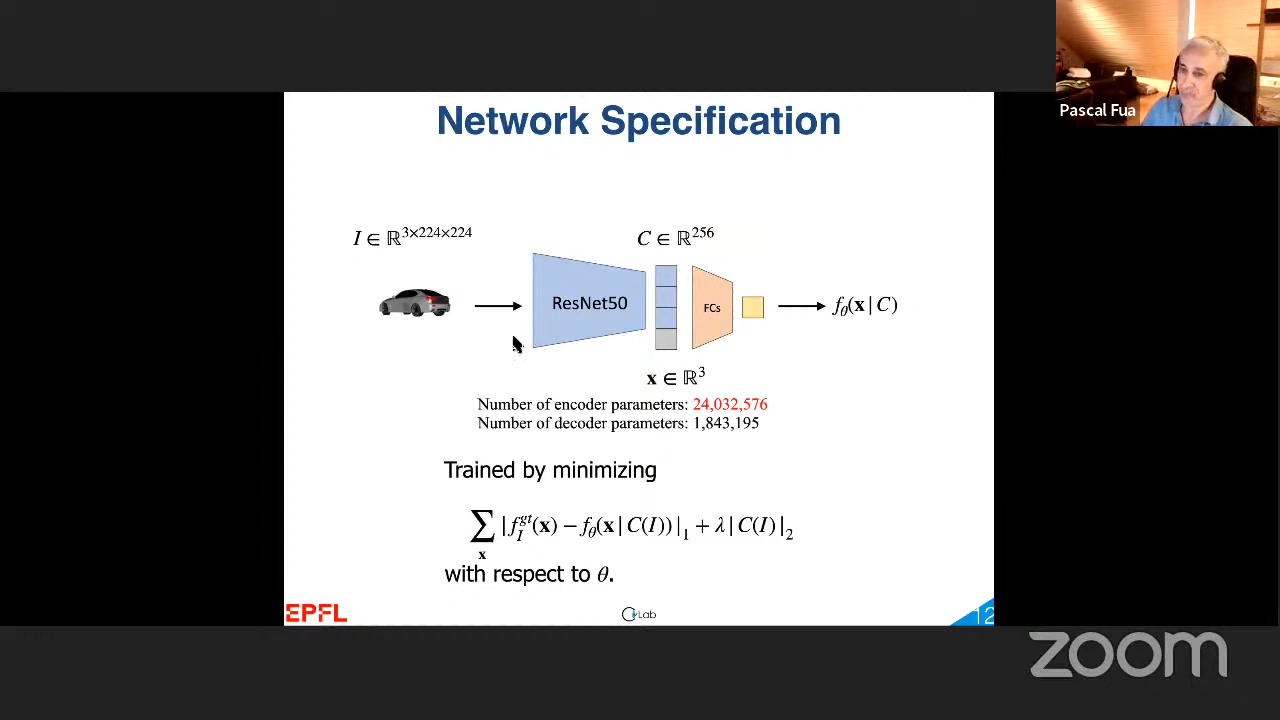 Pascal Fua
Network Specification
I ∈ ℝ^{3×224×224}
C ∈ ℝ^{256}
ResNet50
FCs
f_θ(x | C)
x ∈ ℝ^3
Number of encoder parameters: 24,032,576
Number of decoder parameters: 1,843,195
Trained by minimizing
∑_x | f_I^{gt}(x) − f_θ(x | C(I)) |_1 + λ | C(I) |_2
with respect to θ.
EPFL
CVLab
12
zoom